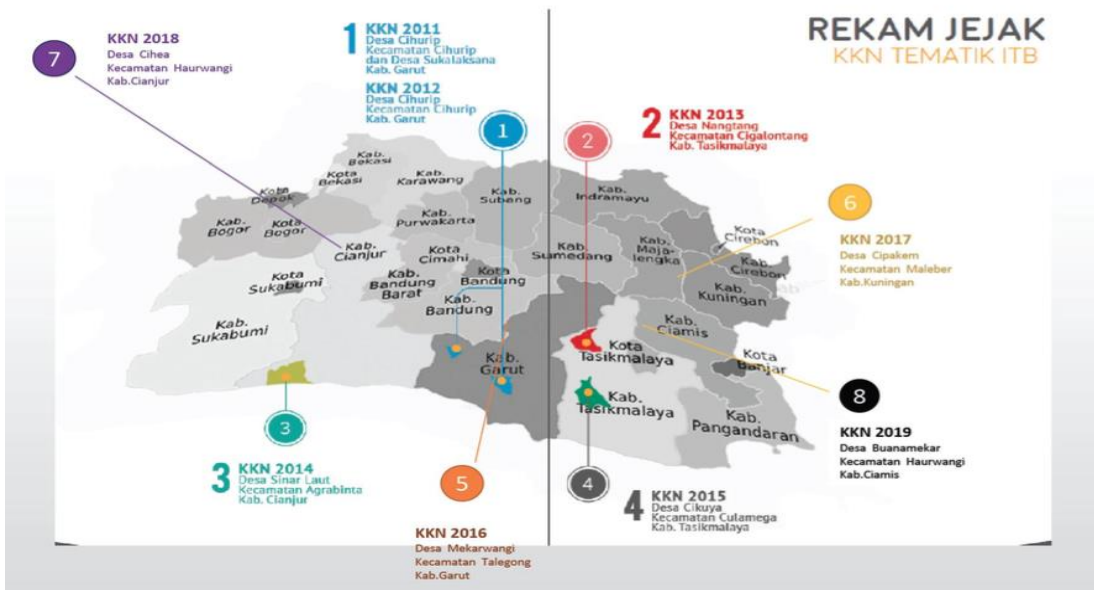 REKAM JEJAK
KKN TEMATIK ITB
1
KKN 2011
Desa Cihurip
Kecamatan Cihurip
dan Desa Sukalaksana
Kab. Garut
KKN 2012
Desa Cihurip
Kecamatan Cihurip
Kab. Garut
2
KKN 2013
Desa Nangtang
Kecamatan Cigalontang
Kab. Tasikmalaya
7
KKN 2018
Desa Cihea
Kecamatan Haurwangi
Kab.Cianjur
1
2
6
KKN 2017
Desa Cipakem
Kecamatan Maleber
Kab.Kuningan
Kab.
Bekasi
Kota
Bekasi
Kab.
Karawang
Kota
Depok
Kab.
Bogor
Kota
Bogor
Kab.
Purwakarta
Kab.
Subang
Kab.
Indramayu
Kab.
Cianjur
Kota
Cimahi
Kab.
Sumedang
Kab.
Maja-
lengka
Kota
Cirebon
Kab.
Cirebon
Kota
Sukabumi
Kab.
Bandung
Barat
Kota
Bandung
Kab.
Kuningan
Kab.
Bandung
Kab.
Sukabumi
Kab.
Ciamis
Kota
Tasikmalaya
Kota
Banjar
Kab.
Garut
Kab.
Tasikmalaya
Kab.
Pangandaran
8
KKN 2019
Desa Buanamekar
Kecamatan Haurwangi
Kab.Ciamis
3
3
KKN 2014
Desa Sinar Laut
Kecamatan Agrabinta
Kab. Cianjur
5
KKN 2016
Desa Mekarwangi
Kecamatan Talegong
Kab.Garut
4
4
KKN 2015
Desa Cikuya
Kecamatan Culamega
Kab. Tasikmalaya